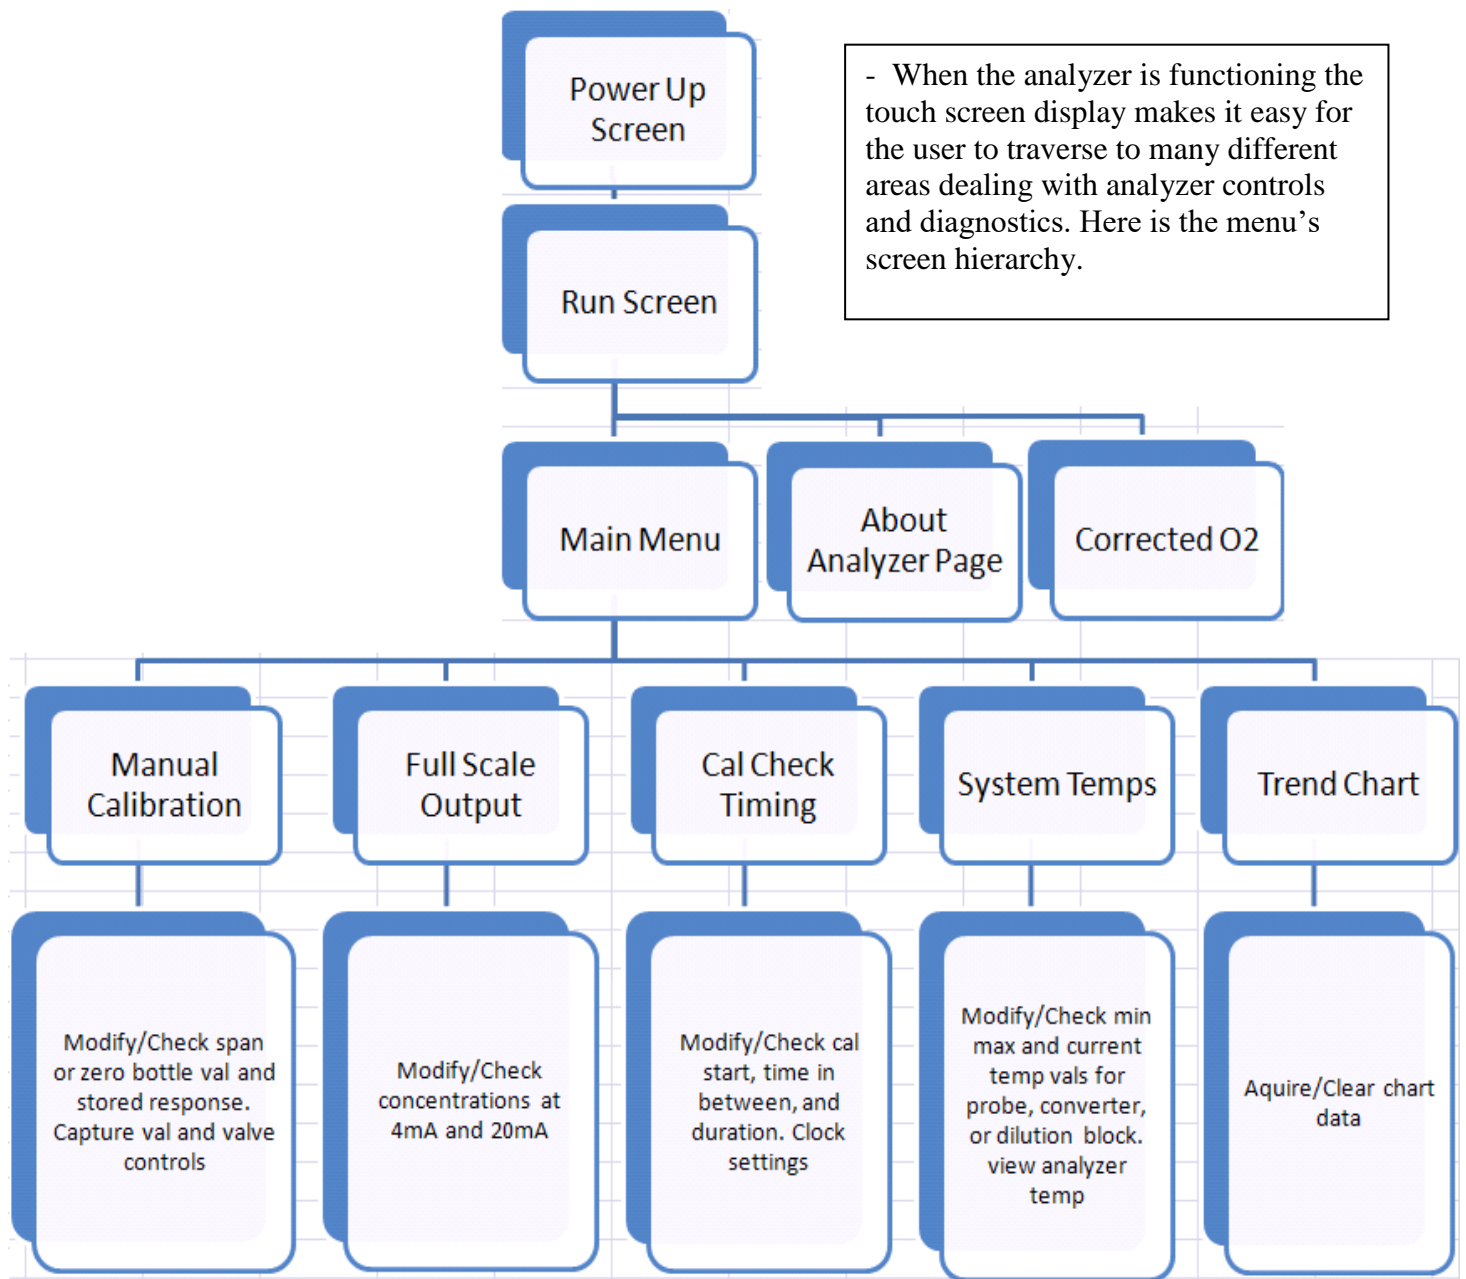 Power Up
Screen
- When the analyzer is functioning the
touch screen display makes it easy for
the user to traverse to many different
areas dealing with analyzer controls
and diagnostics. Here is the menu’s
screen hierarchy.
Run Screen
Main Menu
About
Analyzer Page
Corrected O2
Manual
Calibration
Full Scale
Output
Cal Check
Timing
System Temps
Trend Chart
Modify/Check span
or zero bottle val and
stored response.
Capture val and valve
controls
Modify/Check
concentrations at
4mA and 20mA
Modify/Check cal
start, time in
between, and
duration. Clock
settings
Modify/Check min
max and current
temp vals for
probe, converter,
or dilution block.
view analyzer
temp
Aquire/Clear chart
data